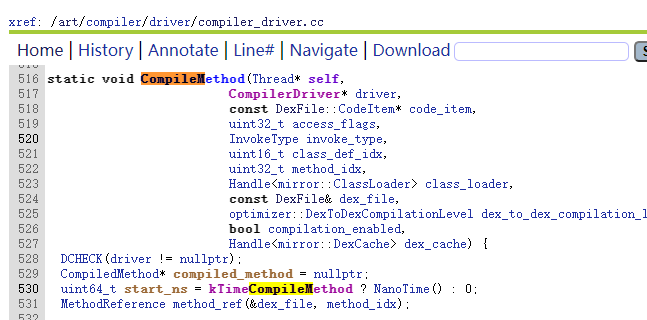 xref: /art/compiler/driver/compiler_driver.cc
Home | History | Annotate | Line# | Navigate | Download
516 static void CompileMethod(Thread* self,
517 CompilerDriver* driver,
518 const DexFile::CodeItem* code_item,
519 uint32_t access_flags,
520 InvokeType invoke_type,
521 uint16_t class_def_idx,
522 uint32_t method_idx,
523 Handle<mirror::ClassLoader> class_loader,
524 const DexFile& dex_file,
525 optimizer::DexToDexCompilationLevel dex_to_dex_compilation_l
526 bool compilation_enabled,
527 Handle<mirror::DexCache> dex_cache) {
528 DCHECK(driver != nullptr);
529 CompiledMethod* compiled_method = nullptr;
530 uint64_t start_ns = kTimeCompileMethod ? NanoTime() : 0;
531 MethodReference method_ref(&dex_file, method_idx);
532